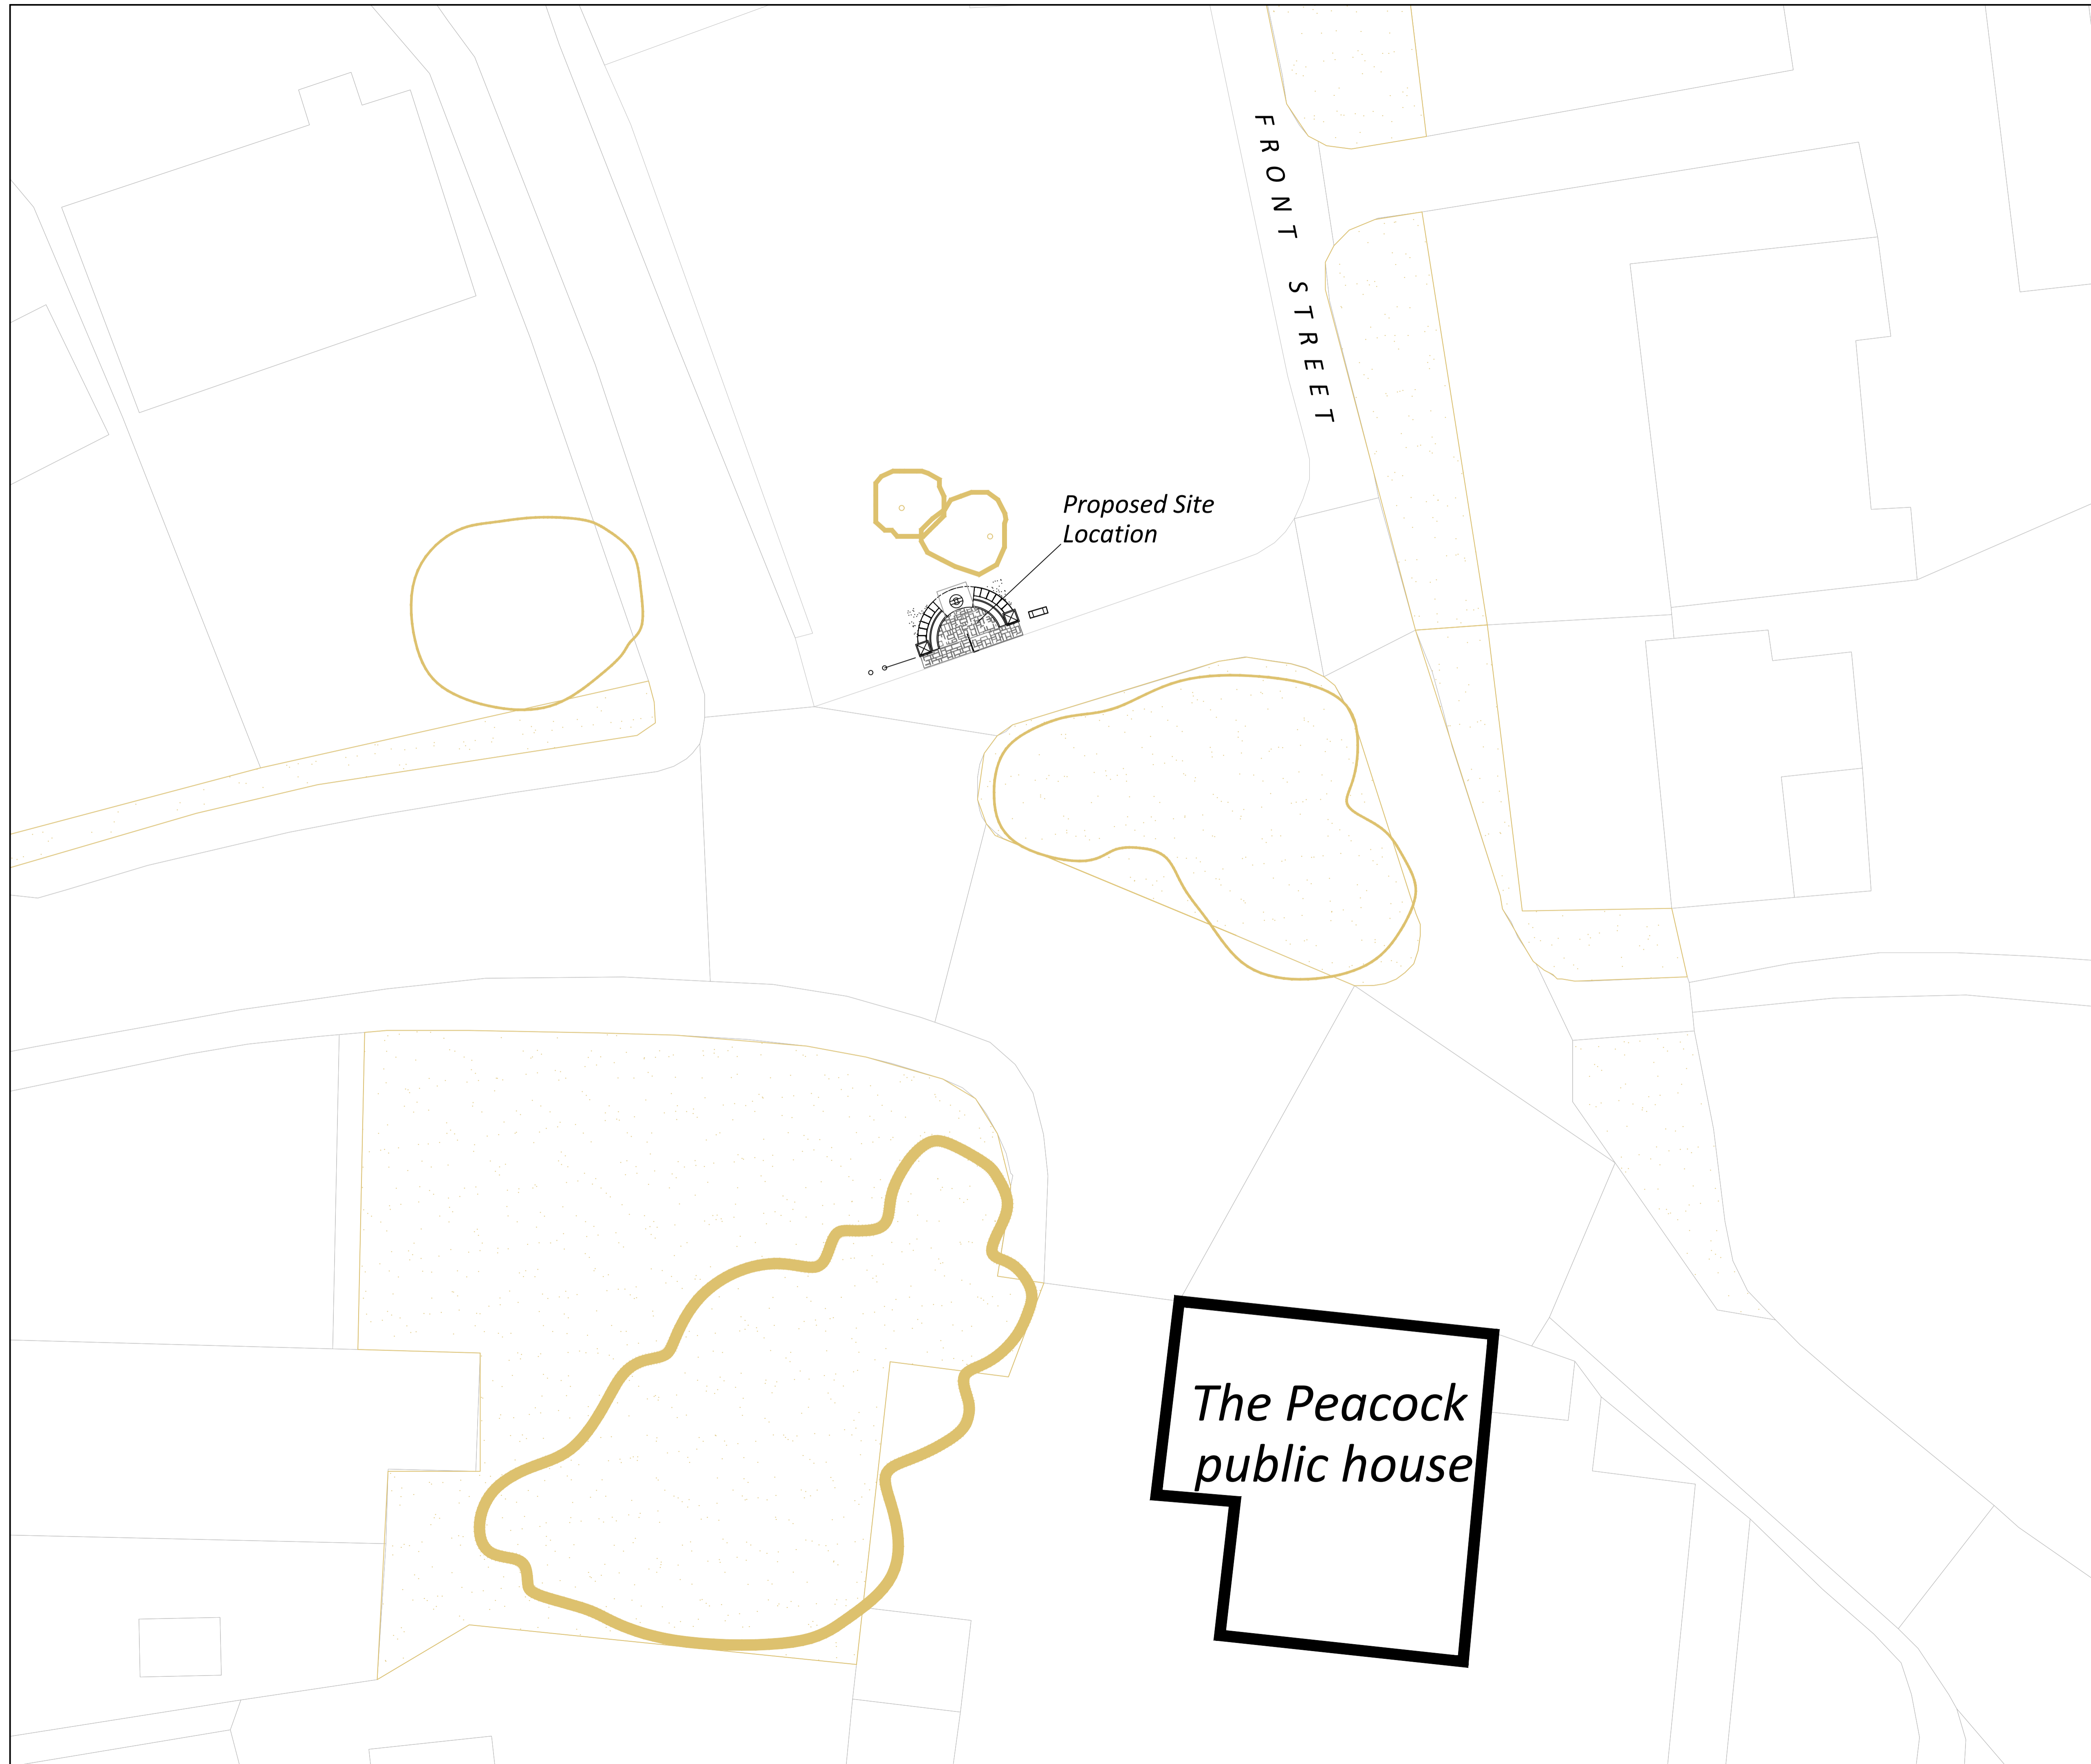 FRONT STREET
Proposed Site
Location
The Peacock
public house